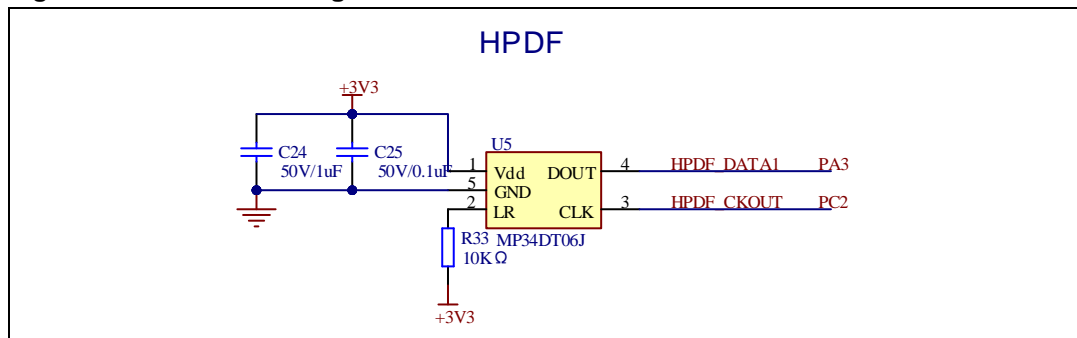 HPDF
+3V3
U5
C24
50V/1uF
C25
50V/0.1uF
1
Vdd
DOUT
4
HPDF_DATA1
PA3
5
GND
2
LR
CLK
3
HPDF_CKOUT
PC2
R33
10KΩ
MP34DT06J
+3V3